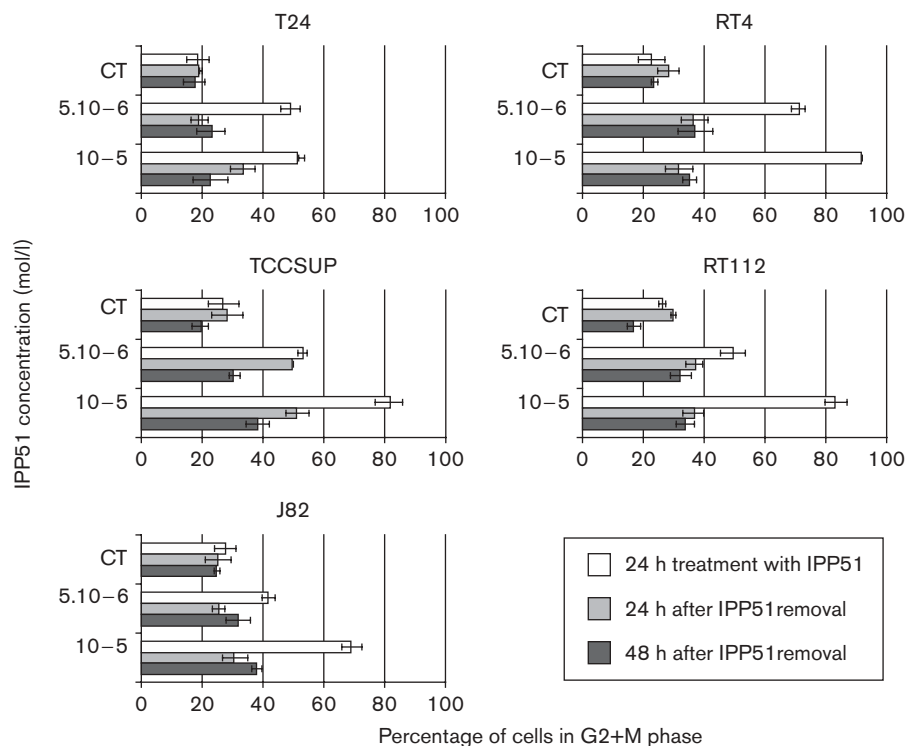 T24
CT
5.10−6
10−5
0 20 40 60 80 100
RT4
CT
5.10−6
10−5
0 20 40 60 80 100
TCCSUP
CT
5.10−6
10−5
0 20 40 60 80 100
RT112
CT
5.10−6
10−5
0 20 40 60 80 100
J82
CT
5.10−6
10−5
0 20 40 60 80 100
IPP51 concentration (mol/l)
Percentage of cells in G2+M phase
24 h treatment with IPP51
24 h after IPP51 removal
48 h after IPP51 removal